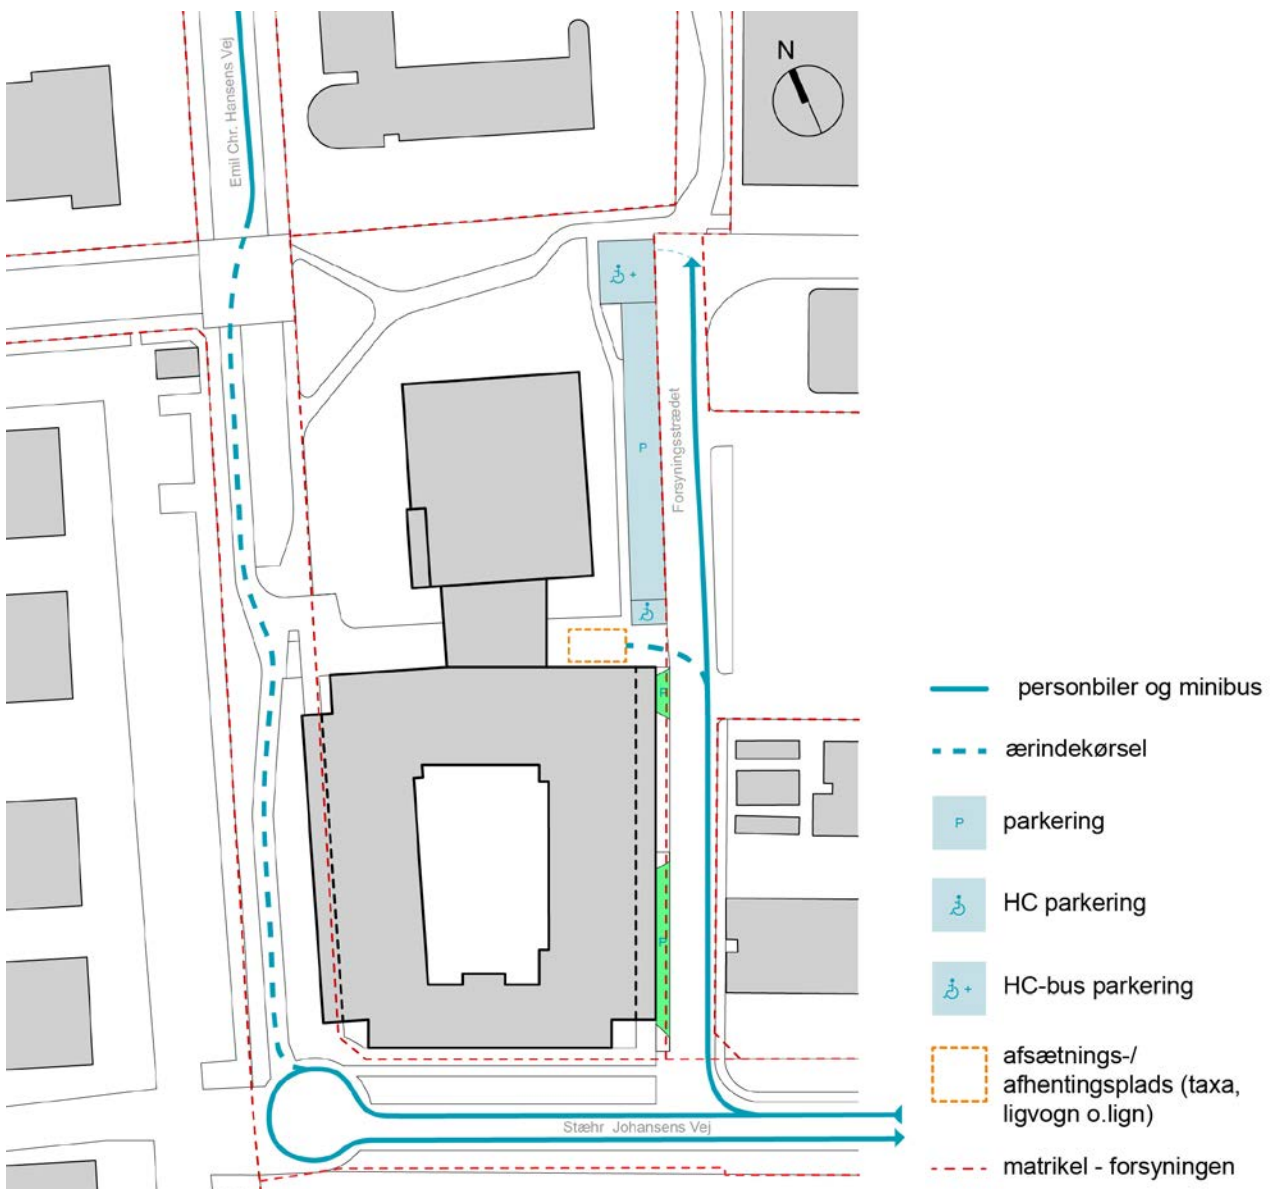 Emil Chr. Hansens Vej
N
+
P
Forsyningsstrædet
P
P
Stæhr Johansens Vej
personbiler og minibus
ærindekørsel
P
parkering
HC parkering
+
HC-bus parkering
afsætnings-/
afhentingsplads (taxa,
ligvogn o.lign)
matrikel - forsyningen